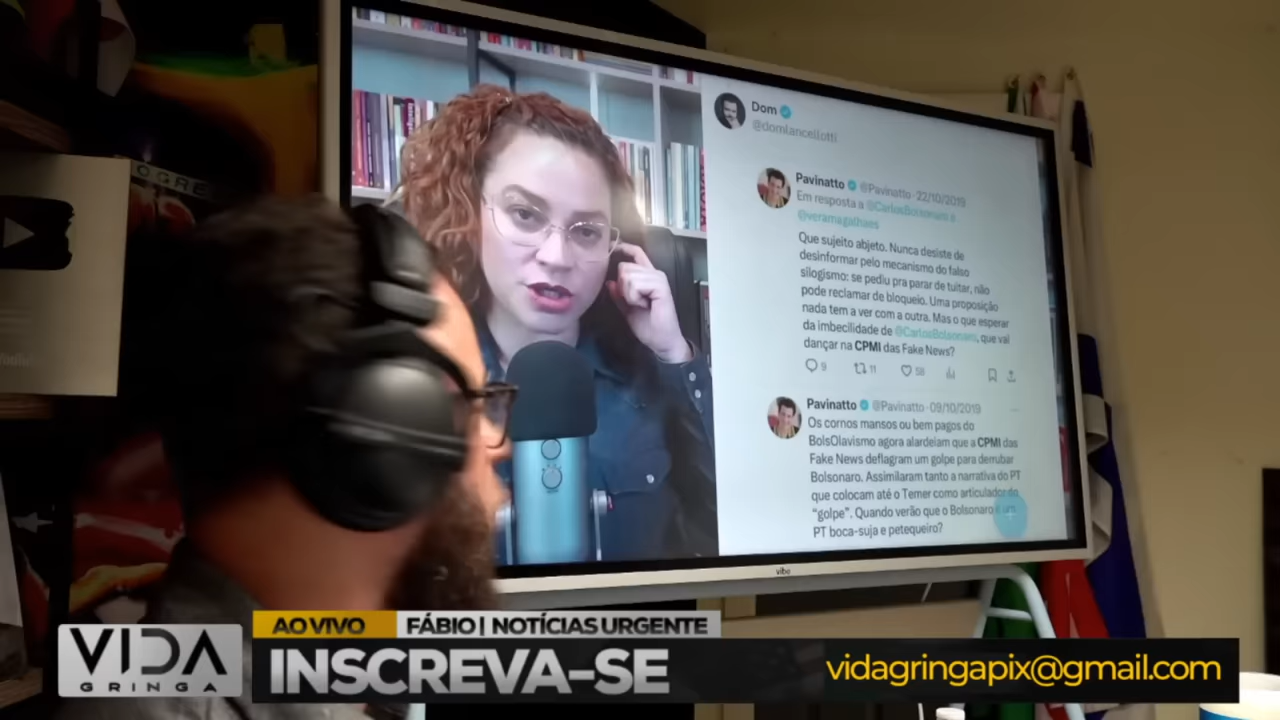 OGRE
Dom
@domlancellotti
Pavinatto @Pavinatto · 22/10/2019
Em resposta a @CarlosBolsonaro e
@veramagalhaes
Que sujeito abjeto. Nunca desiste de
desinformar pelo mecanismo do falso
silogismo: se pediu pra parar de tuitar, não
pode reclamar de bloqueio. Uma proposição
nada tem a ver com a outra. Mas o que esperar
da imbecilidade de @CarlosBolsonaro, que vai
dançar na CPMI das Fake News?
9 11 58
Pavinatto @Pavinatto · 09/10/2019
Os cornos mansos ou bem pagos do
BolsOlavismo agora alardeiam que a CPMI das
Fake News deflagram um golpe para derrubar
Bolsonaro. Assimilaram tanto a narrativa do PT
que colocam até o Temer como articulador do
"golpe". Quando verão que o Bolsonaro é um
PT boca-suja e petequeiro?
vibo
AO VIVO FÁBIO | NOTÍCIAS URGENTE
VIDA
GRINGA
INSCREVA-SE
vidagringapix@gmail.com